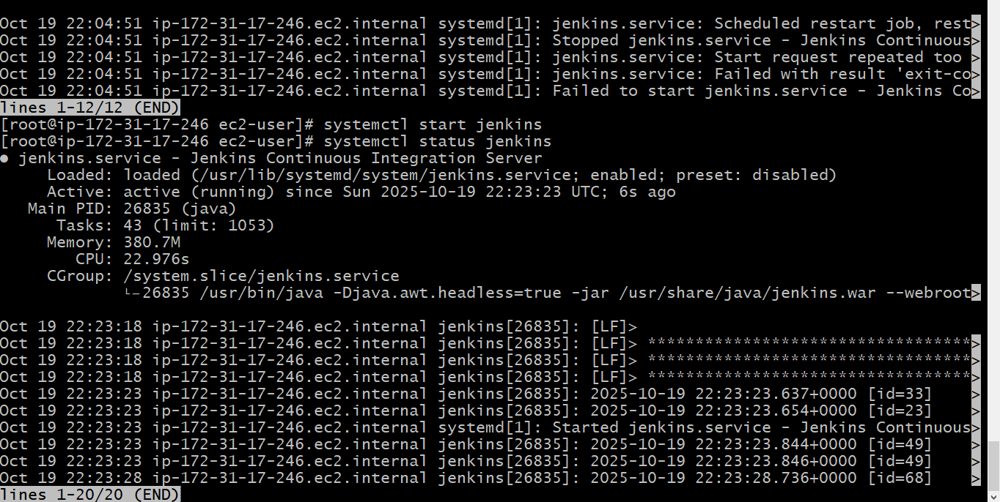 Oct 19 22:04:51 ip-172-31-17-246.ec2.internal systemd[1]: jenkins.service: Scheduled restart job, rest>
Oct 19 22:04:51 ip-172-31-17-246.ec2.internal systemd[1]: Stopped jenkins.service - Jenkins Continuous>
Oct 19 22:04:51 ip-172-31-17-246.ec2.internal systemd[1]: jenkins.service: Start request repeated too >
Oct 19 22:04:51 ip-172-31-17-246.ec2.internal systemd[1]: jenkins.service: Failed with result 'exit-co>
Oct 19 22:04:51 ip-172-31-17-246.ec2.internal systemd[1]: Failed to start jenkins.service - Jenkins Co>
lines 1-12/12 (END)
[root@ip-172-31-17-246 ec2-user]# systemctl start jenkins
[root@ip-172-31-17-246 ec2-user]# systemctl status jenkins
● jenkins.service - Jenkins Continuous Integration Server
     Loaded: loaded (/usr/lib/systemd/system/jenkins.service; enabled; preset: disabled)
     Active: active (running) since Sun 2025-10-19 22:23:23 UTC; 6s ago
   Main PID: 26835 (java)
      Tasks: 43 (limit: 1053)
     Memory: 380.7M
        CPU: 22.976s
     CGroup: /system.slice/jenkins.service
             └─26835 /usr/bin/java -Djava.awt.headless=true -jar /usr/share/java/jenkins.war --webroot>
Oct 19 22:23:18 ip-172-31-17-246.ec2.internal jenkins[26835]: [LF]>
Oct 19 22:23:18 ip-172-31-17-246.ec2.internal jenkins[26835]: [LF]> **********************************>
Oct 19 22:23:18 ip-172-31-17-246.ec2.internal jenkins[26835]: [LF]> **********************************>
Oct 19 22:23:18 ip-172-31-17-246.ec2.internal jenkins[26835]: [LF]> **********************************>
Oct 19 22:23:23 ip-172-31-17-246.ec2.internal jenkins[26835]: 2025-10-19 22:23:23.637+0000 [id=33]    >
Oct 19 22:23:23 ip-172-31-17-246.ec2.internal jenkins[26835]: 2025-10-19 22:23:23.654+0000 [id=23]    >
Oct 19 22:23:23 ip-172-31-17-246.ec2.internal systemd[1]: Started jenkins.service - Jenkins Continuous>
Oct 19 22:23:23 ip-172-31-17-246.ec2.internal jenkins[26835]: 2025-10-19 22:23:23.844+0000 [id=49]    >
Oct 19 22:23:23 ip-172-31-17-246.ec2.internal jenkins[26835]: 2025-10-19 22:23:23.846+0000 [id=49]    >
Oct 19 22:23:28 ip-172-31-17-246.ec2.internal jenkins[26835]: 2025-10-19 22:23:28.736+0000 [id=68]    >
lines 1-20/20 (END)